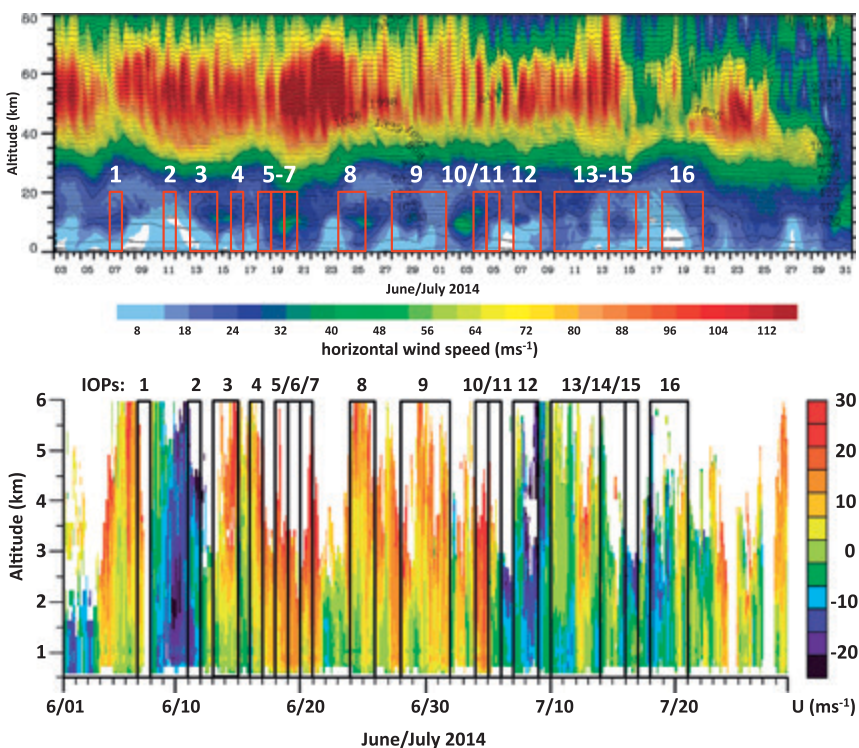 80
60
40
20
0
Altitude (km)
1 2 3 4 5-7 8 9 10/11 12 13-15 16
03 05 07 09 11 13 15 17 19 21 23 25 27 29 01 03 05 07 09 11 13 15 17 19 21 23 25 27 29 31
June/July 2014
8 18 24 32 40 48 56 64 72 80 88 96 104 112
horizontal wind speed (ms-1)
IOPs: 1 2 3 4 5/6/7 8 9 10/11 12 13/14/15 16
6
5
4
3
2
1
Altitude (km)
30
20
10
0
-10
-20
6/01 6/10 6/20 6/30 7/10 7/20 U (ms-1)
June/July 2014